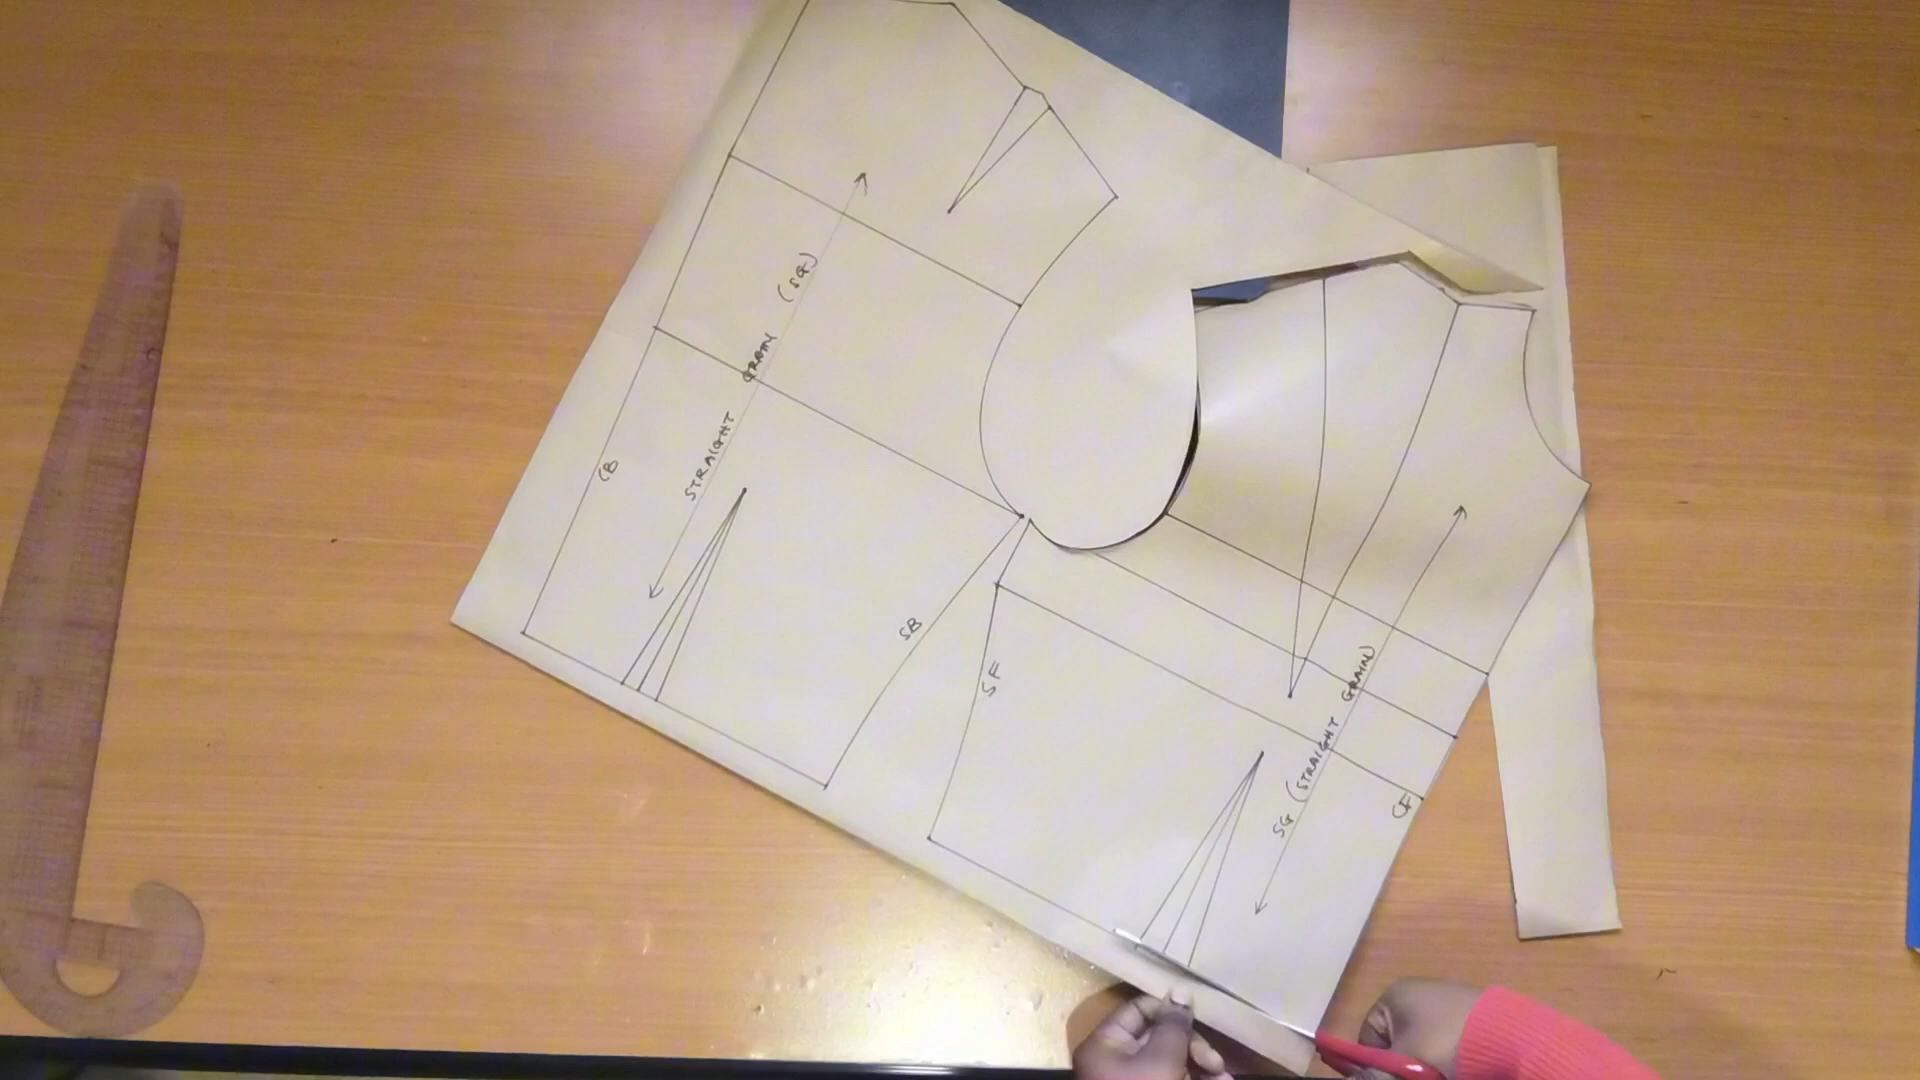 STRAIGHT GRAIN (SG)
CB
SB
SF
SG (STRAIGHT GRAIN)
CF